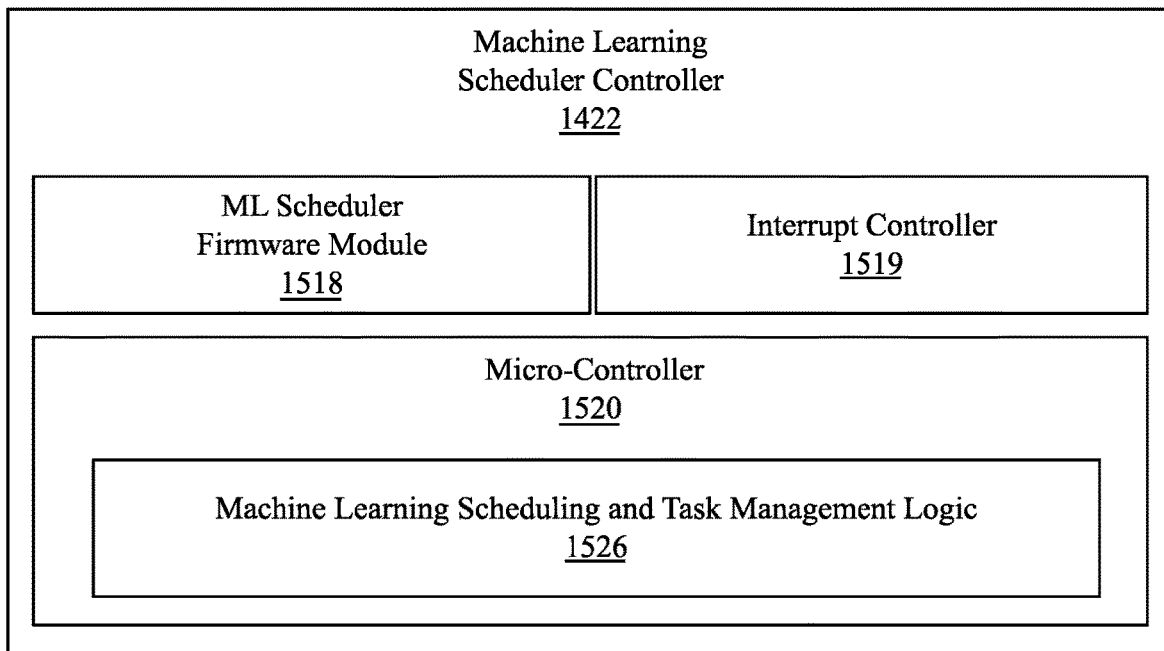 Machine Learning
Scheduler Controller
1422
ML Scheduler
Firmware Module
1518
Interrupt Controller
1519
Micro-Controller
1520
Machine Learning Scheduling and Task Management Logic
1526